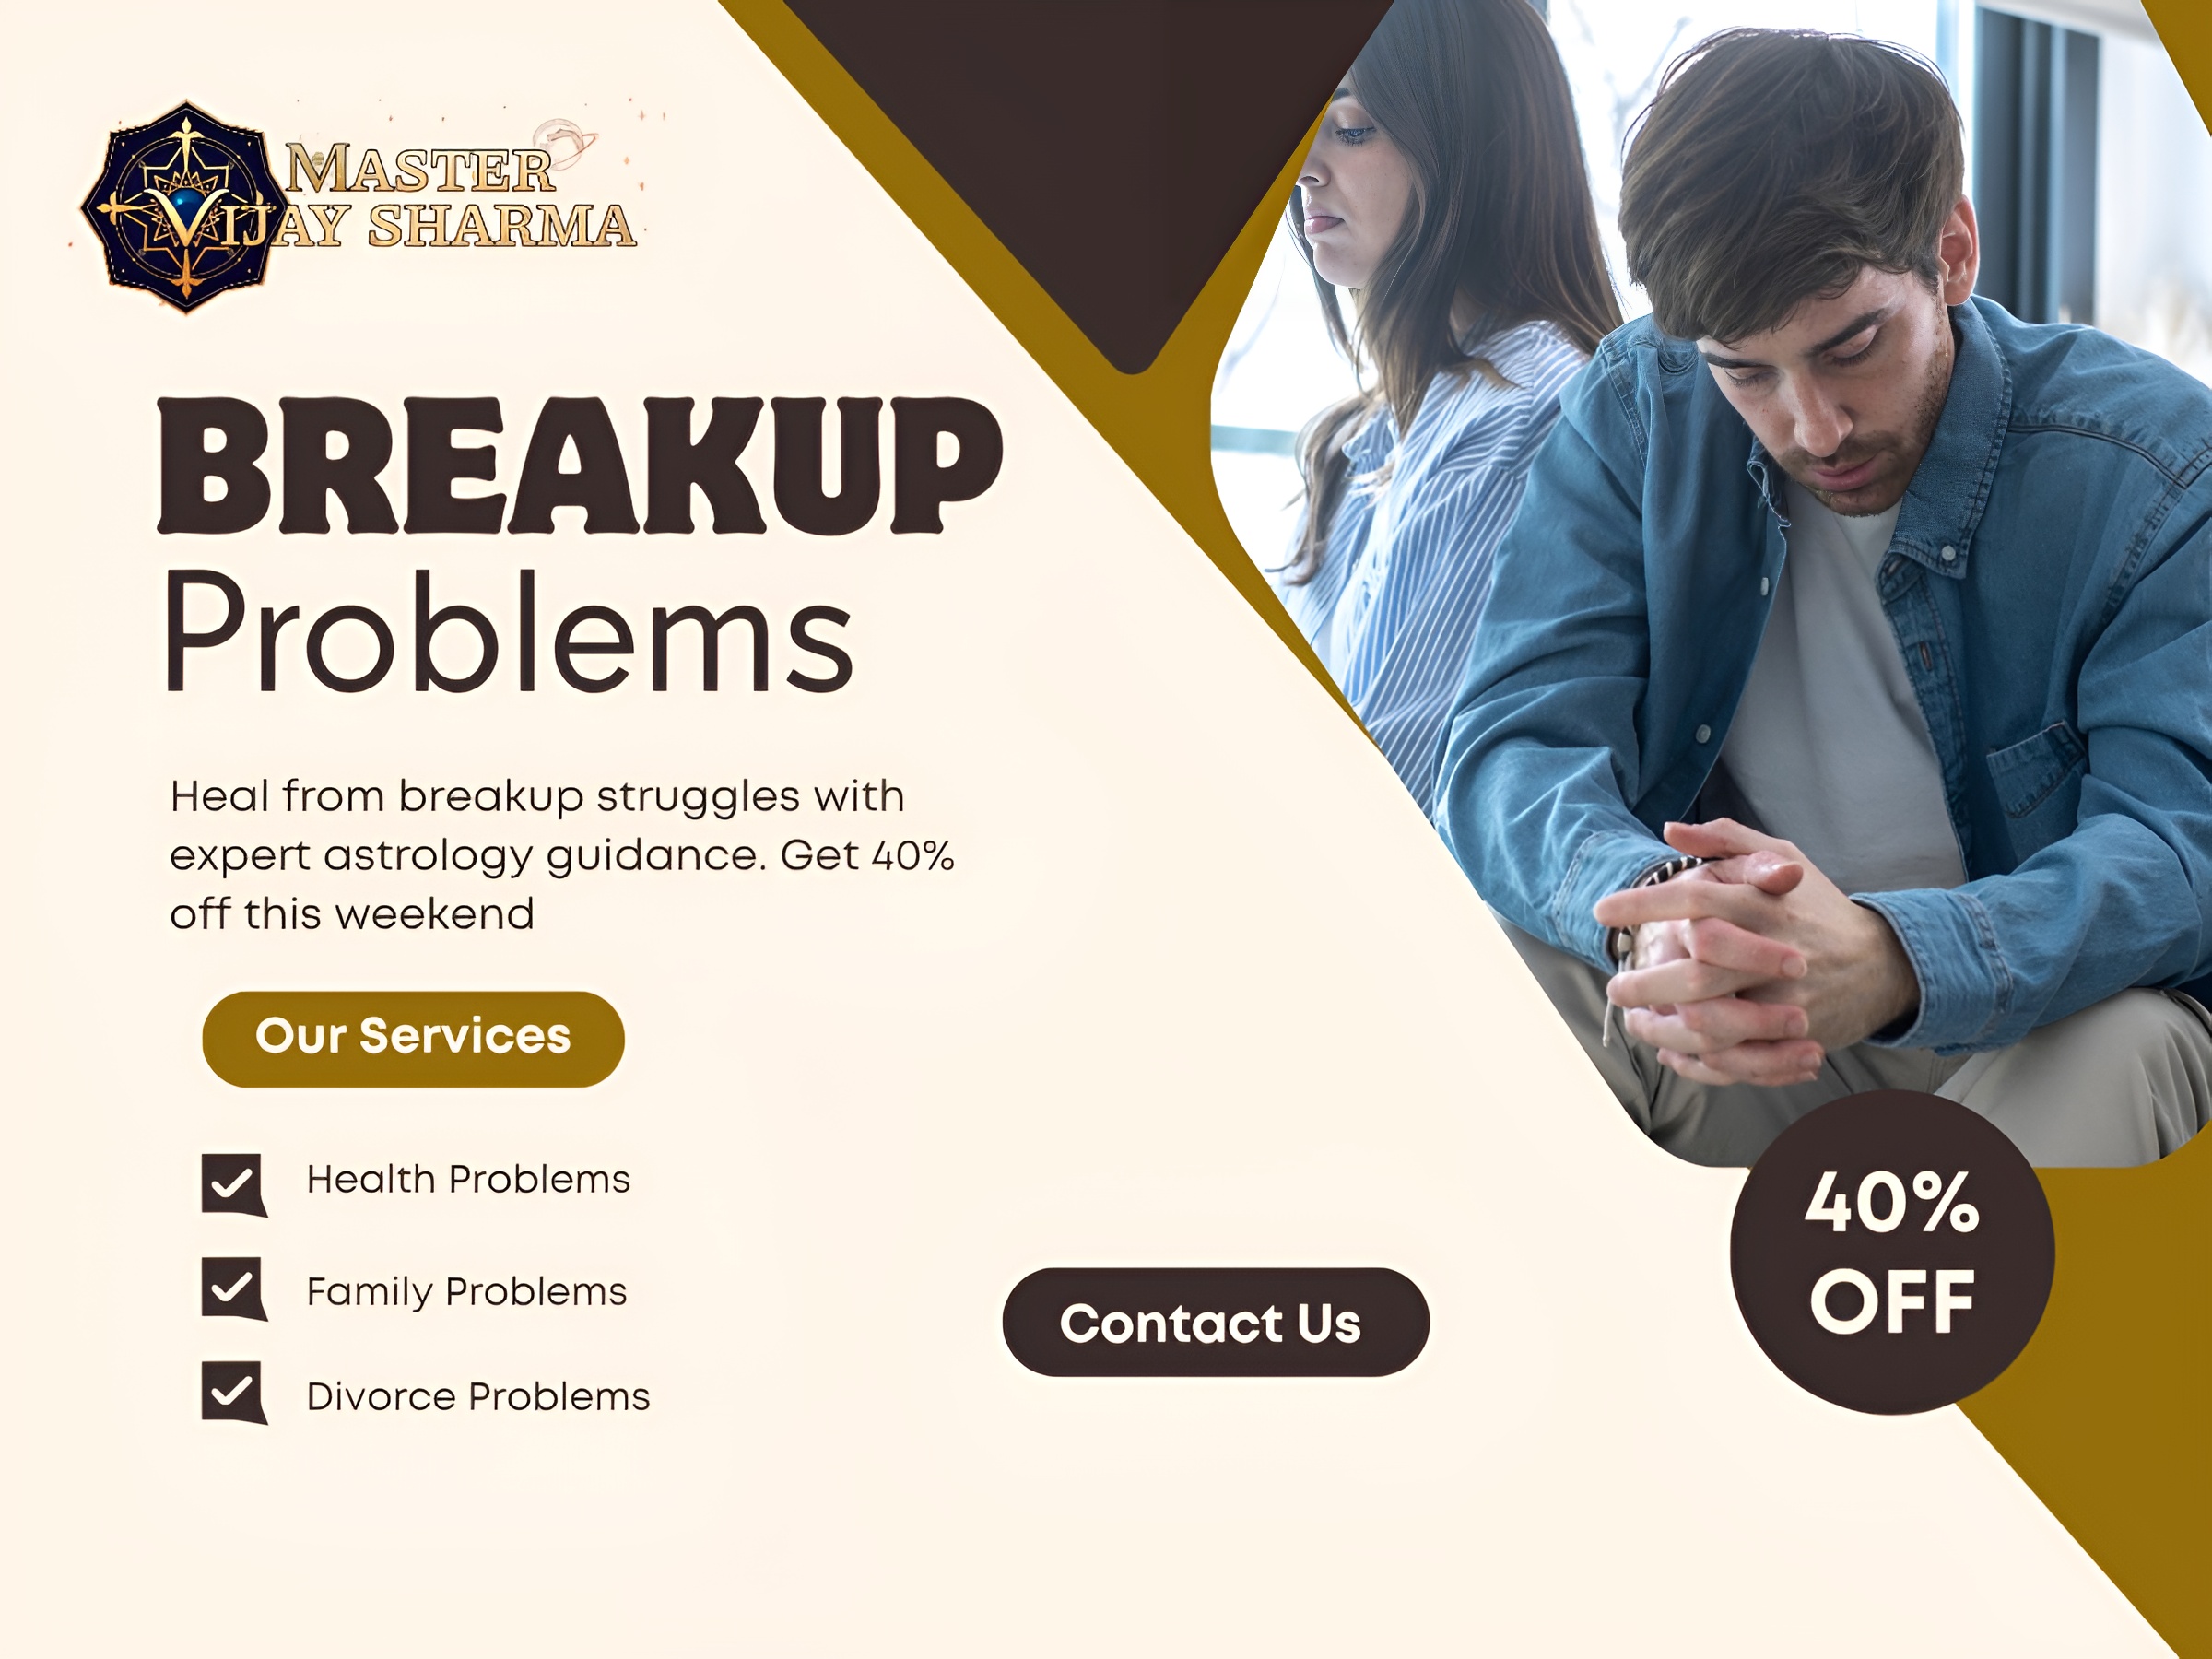 MASTER
VIJAY SHARMA
BREAKUP
Problems
Heal from breakup struggles with
expert astrology guidance. Get 40%
off this weekend
Our Services
Health Problems
Family Problems
Divorce Problems
Contact Us
40%
OFF